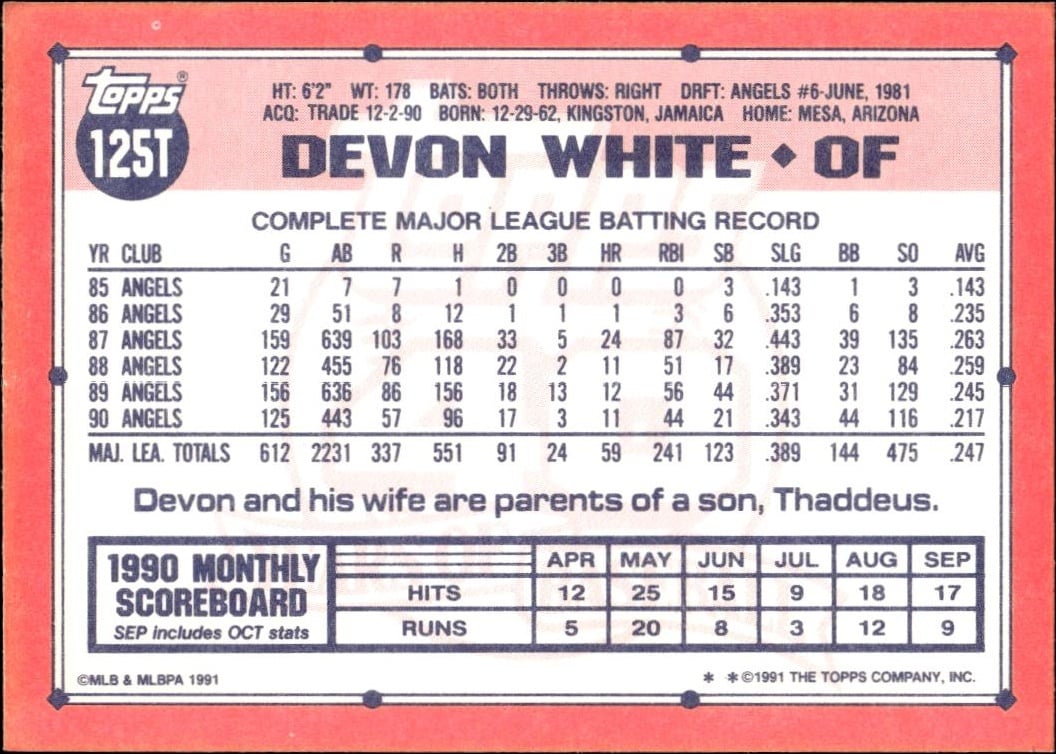 Topps®
125T
HT: 6'2" WT: 178 BATS: BOTH THROWS: RIGHT DRFT: ANGELS #6-JUNE, 1981
ACQ: TRADE 12-2-90 BORN: 12-29-62, KINGSTON, JAMAICA HOME: MESA, ARIZONA
DEVON WHITE ◆ OF
COMPLETE MAJOR LEAGUE BATTING RECORD
YR CLUB G AB R H 2B 3B HR RBI SB SLG BB SO AVG
85 ANGELS 21 7 7 1 0 0 0 0 3 .143 1 3 .143
86 ANGELS 29 51 8 12 1 1 1 3 6 .353 6 8 .235
87 ANGELS 159 639 103 168 33 5 24 87 32 .443 39 135 .263
88 ANGELS 122 455 76 118 22 2 11 51 17 .389 23 84 .259
89 ANGELS 156 636 86 156 18 13 12 56 44 .371 31 129 .245
90 ANGELS 125 443 57 96 17 3 11 44 21 .343 44 116 .217
MAJ. LEA. TOTALS 612 2231 337 551 91 24 59 241 123 .389 144 475 .247
Devon and his wife are parents of a son, Thaddeus.
1990 MONTHLY
SCOREBOARD
SEP includes OCT stats
APR MAY JUN JUL AUG SEP
HITS 12 25 15 9 18 17
RUNS 5 20 8 3 12 9
©MLB & MLBPA 1991
* *©1991 THE TOPPS COMPANY, INC.